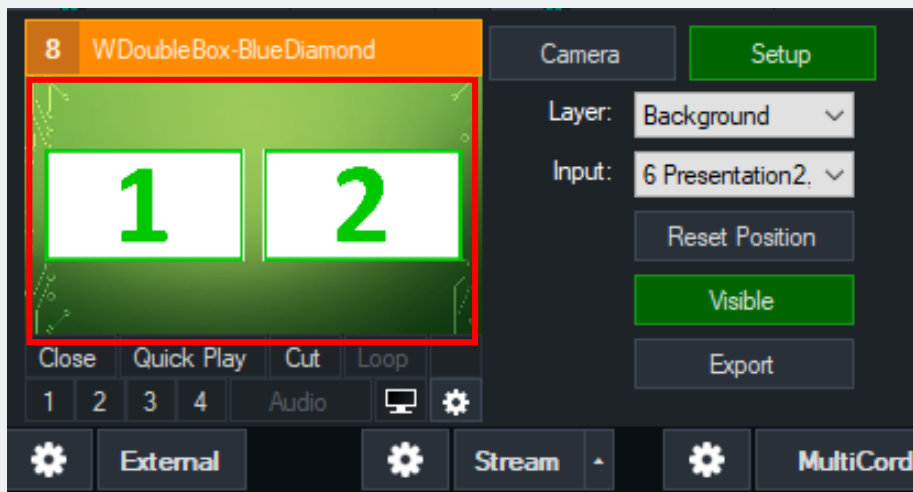 8 WDoubleBox-BlueDiamond
Camera Setup
Layer: Background
Input: 6 Presentation2,
Reset Position
Visible
Export
1 2
Close Quick Play Cut Loop
1 2 3 4 Audio
External Stream MultiCord